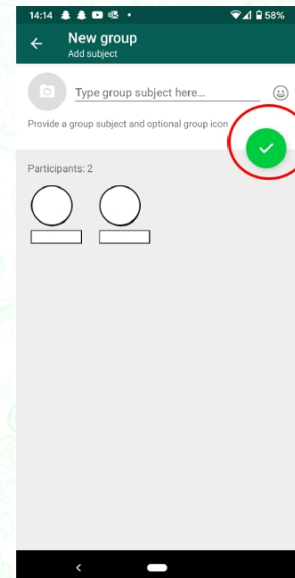 14:14 58%
New group
Add subject
Type group subject here...
Provide a group subject and optional group icon
Participants: 2